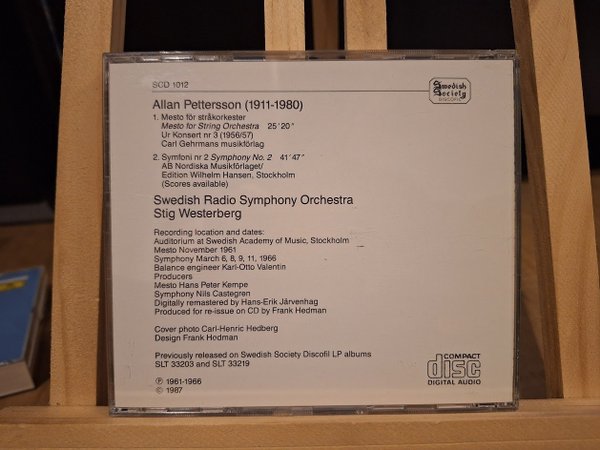 SCD 1012
Swedish
Society
DISCOFIL
Allan Pettersson (1911-1980)
1. Mesto för stråkorkester
Mesto for String Orchestra 25´20˝
Ur Konsert nr 3 (1956/57)
Carl Gehrmans musikförlag
2. Symfoni nr 2 Symphony No. 2 41´47˝
AB Nordiska Musikförlaget/
Edition Wilhelm Hansen, Stockholm
(Scores available)
Swedish Radio Symphony Orchestra
Stig Westerberg
Recording location and dates:
Auditorium at Swedish Academy of Music, Stockholm
Mesto November 1961
Symphony March 6, 8, 9, 11, 1966
Balance engineer Karl-Otto Valentin
Producers
Mesto Hans Peter Kempe
Symphony Nils Castegren
Digitally remastered by Hans-Erik Järvenhag
Produced for re-issue on CD by Frank Hedman
Cover photo Carl-Henric Hedberg
Design Frank Hedman
Previously released on Swedish Society Discofil LP albums
SLT 33203 and SLT 33219
℗ 1961-1966
© 1987
COMPACT
disc
DIGITAL AUDIO